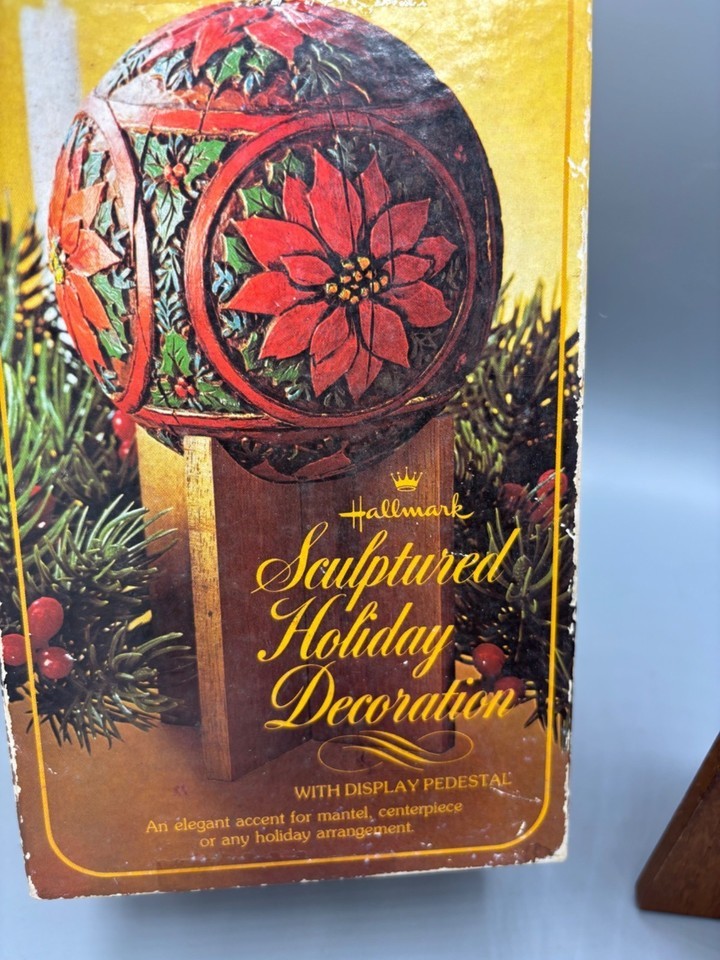 Hallmark
Sculptured
Holiday
Decoration
WITH DISPLAY PEDESTAL
An elegant accent for mantel, centerpiece
or any holiday arrangement.